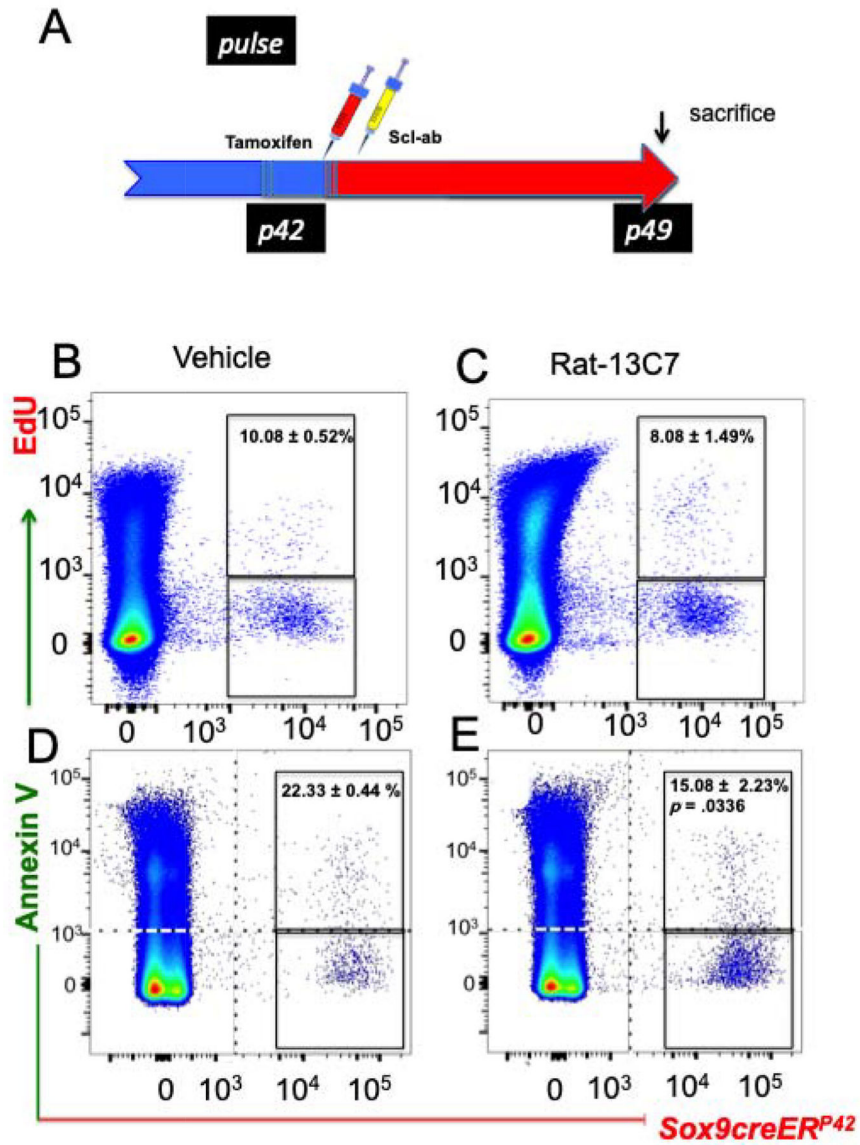 A
pulse
Tamoxifen
Scl-ab
sacrifice
p42
p49
B
Vehicle
C
Rat-13C7
EdU
10⁵
10⁴
10³
0
10.08 ± 0.52%
0
10³
10⁴
10⁵
10⁵
10⁴
10³
0
8.08 ± 1.49%
0
10³
10⁴
10⁵
D
E
Annexin V
10⁵
10⁴
10³
0
22.33 ± 0.44 %
0
10³
10⁴
10⁵
10⁵
10⁴
10³
0
15.08 ± 2.23%
p = .0336
0
10³
10⁴
10⁵
Sox9creERᴾ⁴²